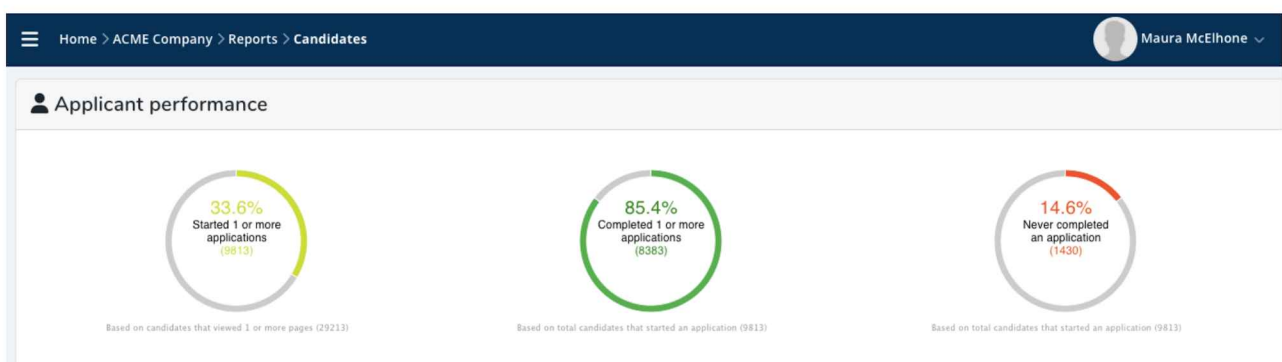 Home > ACME Company > Reports > Candidates
Maura McElhone
Applicant performance
33.6%
Started 1 or more
applications
(9813)
Based on candidates that viewed 1 or more pages (29213)
85.4%
Completed 1 or more
applications
(8383)
Based on total candidates that started an application (9813)
14.6%
Never completed
an application
(1430)
Based on total candidates that started an application (9813)